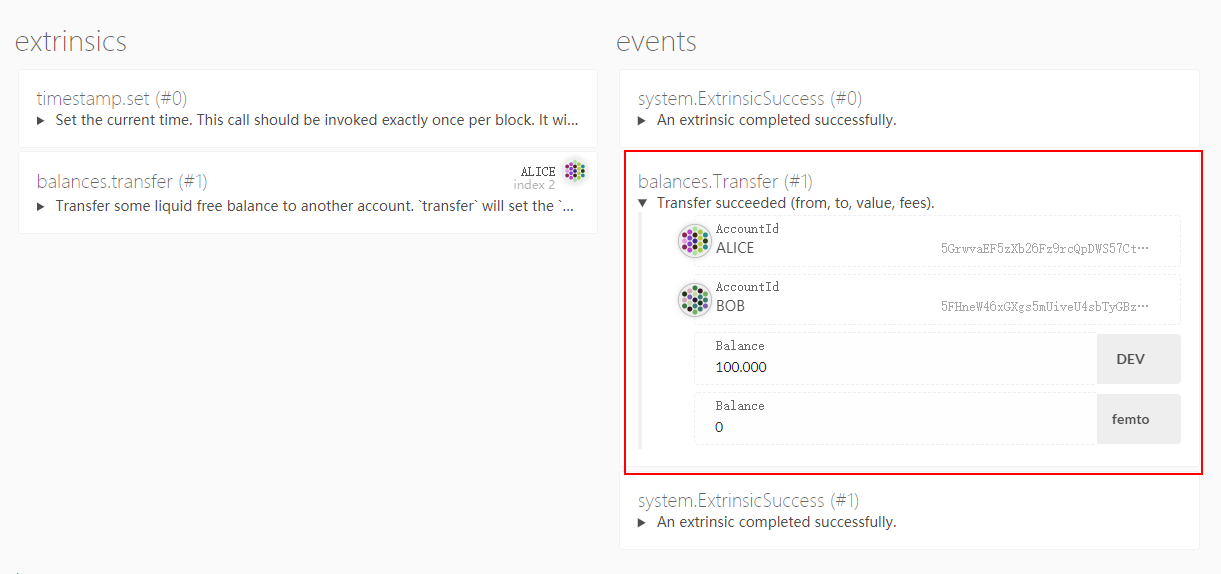 extrinsics
timestamp.set (#0)
Set the current time. This call should be invoked exactly once per block. It wi...
balances.transfer (#1)
ALICE
index 2
Transfer some liquid free balance to another account. `transfer` will set the `...
events
system.ExtrinsicSuccess (#0)
An extrinsic completed successfully.
balances.Transfer (#1)
Transfer succeeded (from, to, value, fees).
AccountId
ALICE 5GrwvaEF5zXb26Fz9rcQpDWS57Ct…
AccountId
BOB 5FHneW46xGXgs5mUiveU4sbTyGBz…
Balance
100.000 DEV
Balance
0 femto
system.ExtrinsicSuccess (#1)
An extrinsic completed successfully.